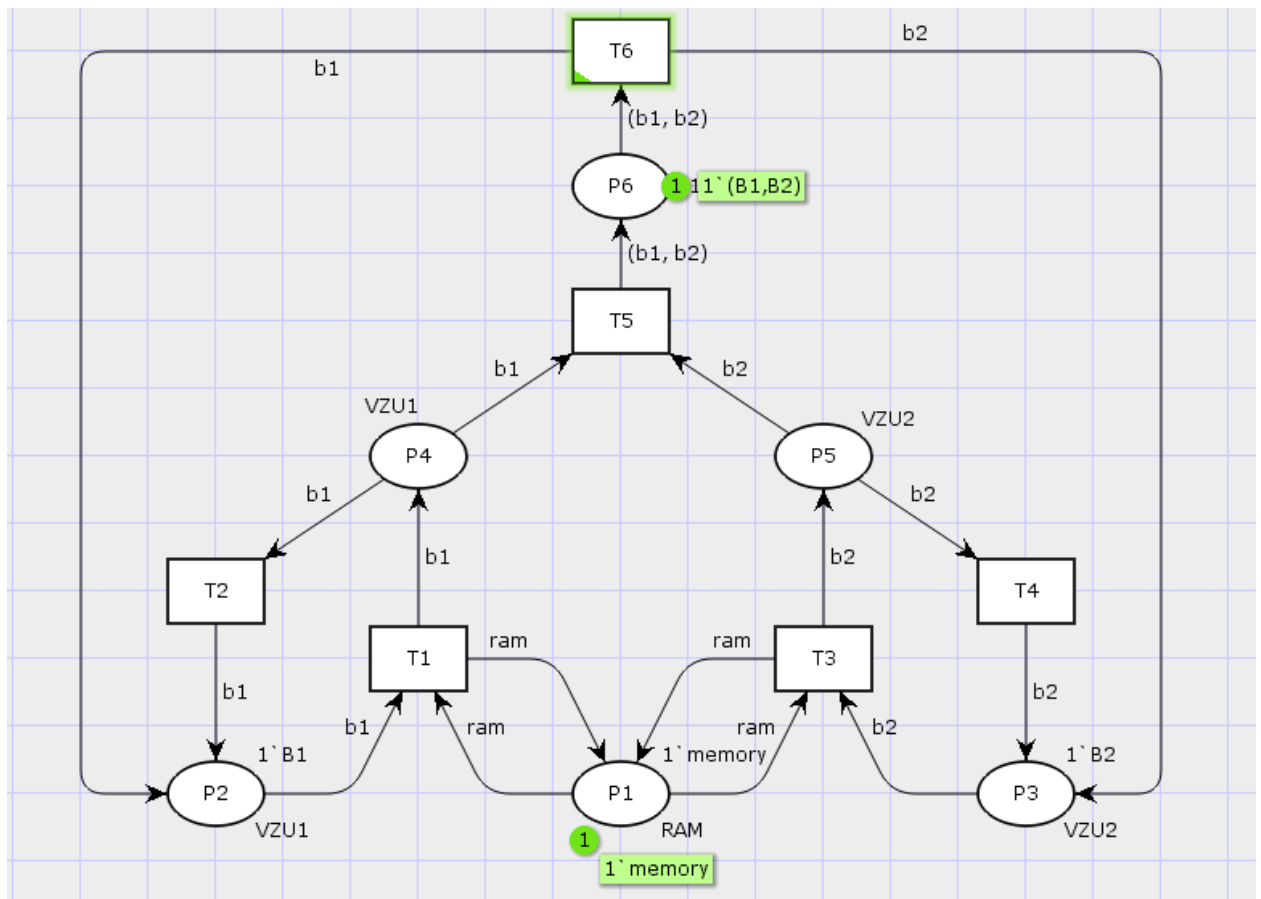 T6
b1
b2
(b1, b2)
P6
1
11`(B1,B2)
(b1, b2)
T5
b1
b2
VZU1
VZU2
P4
P5
b1
b2
b1
b2
T2
T4
T1
ram
ram
T3
b1
b2
b1
ram
ram
b2
1`B1
1`memory
1`B2
P2
P1
P3
VZU1
RAM
VZU2
1
1`memory